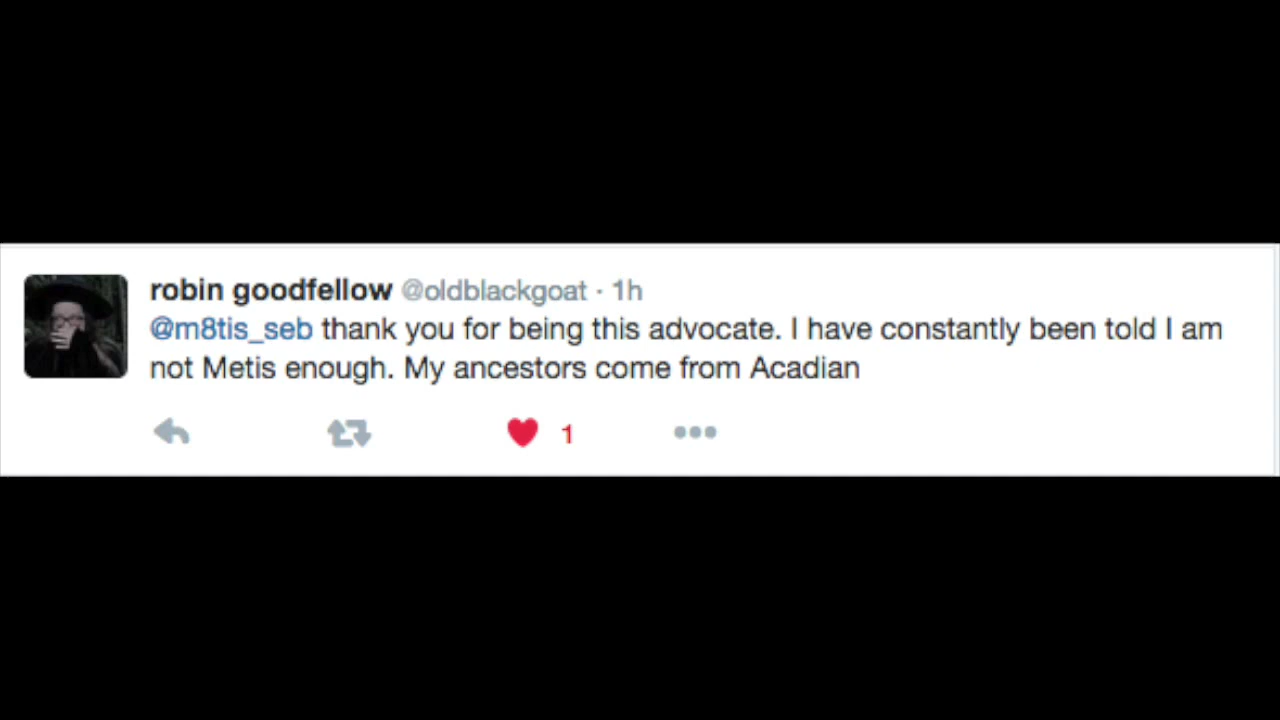 robin goodfellow @oldblackgoat · 1h
@m8tis_seb thank you for being this advocate. I have constantly been told I am
not Metis enough. My ancestors come from Acadian
1